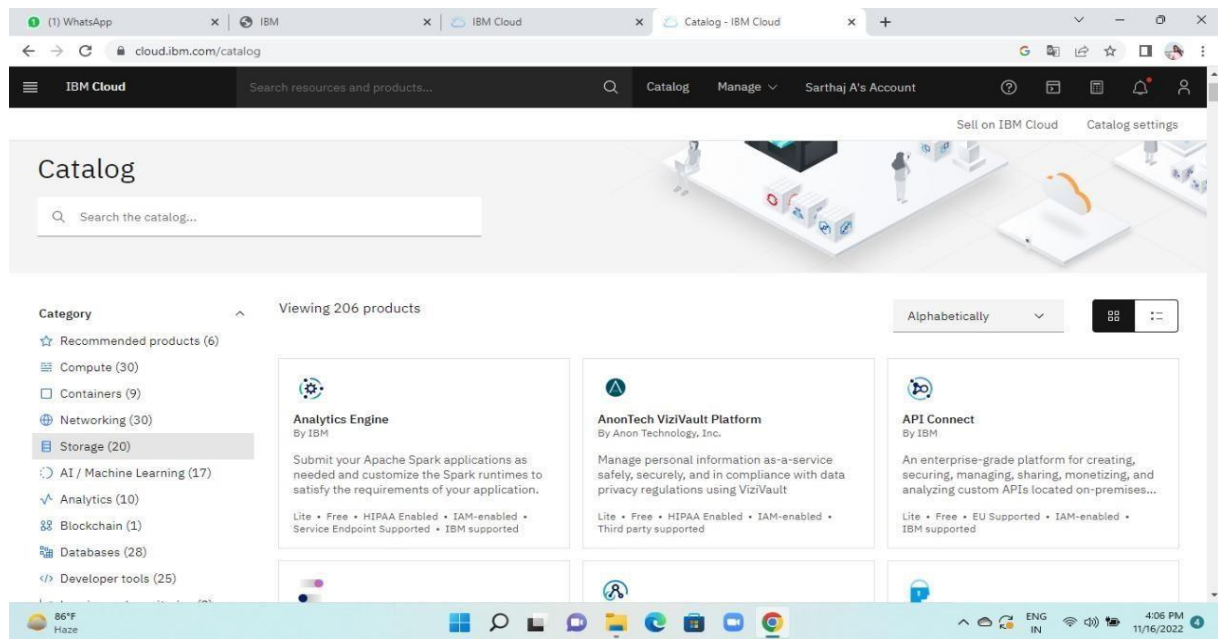 (1) WhatsApp
IBM
IBM Cloud
Catalog - IBM Cloud
cloud.ibm.com/catalog
IBM Cloud
Search resources and products...
Catalog
Manage
Sarthaj A's Account
Sell on IBM Cloud
Catalog settings
Catalog
Search the catalog...
Category
Recommended products (6)
Compute (30)
Containers (9)
Networking (30)
Storage (20)
AI / Machine Learning (17)
Analytics (10)
Blockchain (1)
Databases (28)
Developer tools (25)
Viewing 206 products
Alphabetically
Analytics Engine
By IBM
Submit your Apache Spark applications as
needed and customize the Spark runtimes to
satisfy the requirements of your application.
Lite • Free • HIPAA Enabled • IAM-enabled •
Service Endpoint Supported • IBM supported
AnonTech ViziVault Platform
By Anon Technology, Inc.
Manage personal information as-a-service
safely, securely, and in compliance with data
privacy regulations using ViziVault
Lite • Free • HIPAA Enabled • IAM-enabled •
Third party supported
API Connect
By IBM
An enterprise-grade platform for creating,
securing, managing, sharing, monetizing, and
analyzing custom APIs located on-premises...
Lite • Free • EU Supported • IAM-enabled •
IBM supported
86°F
Haze
ENG
IN
4:06 PM
11/16/2022
4